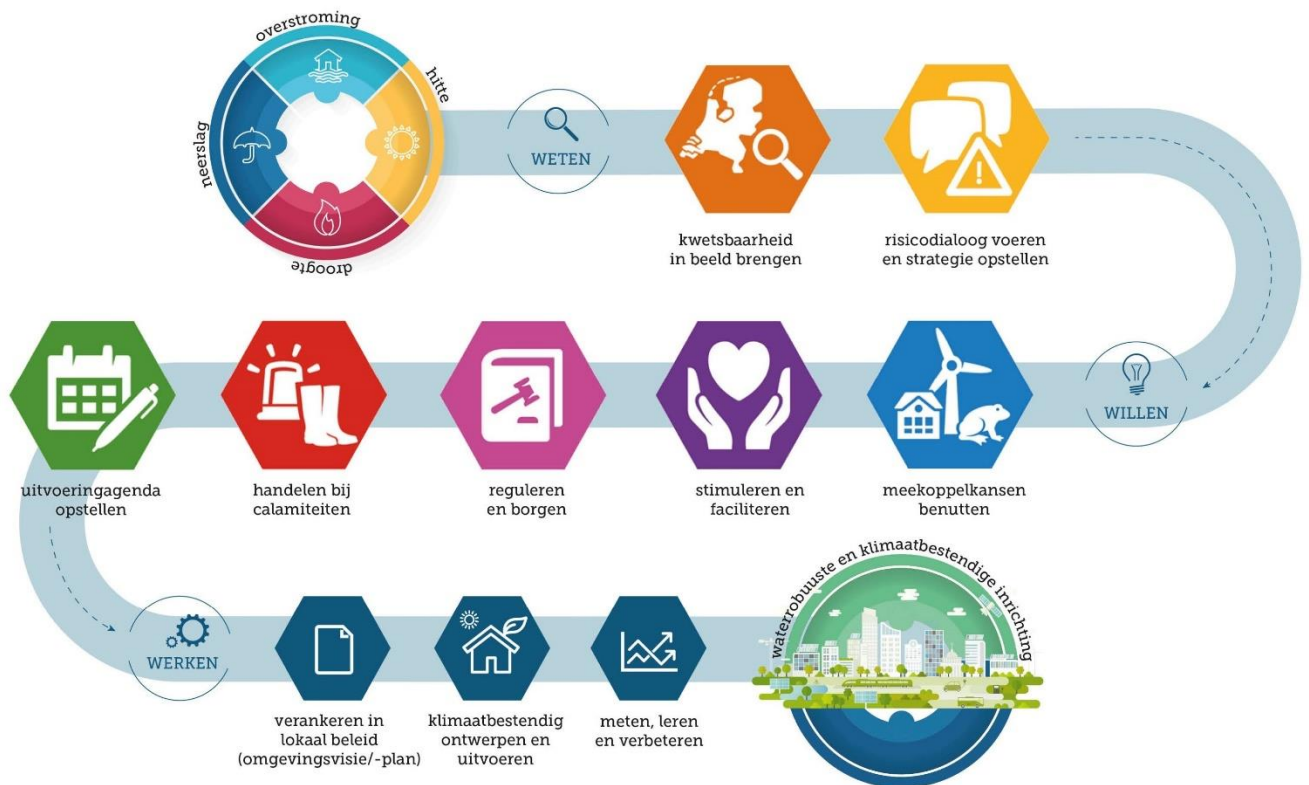 overstroming
hitte
neerslag
droogte
WETEN
kwetsbaarheid
in beeld brengen
risicodialoog voeren
en strategie opstellen
WILLEN
meekoppelkansen
benutten
stimuleren en
faciliteren
reguleren
en borgen
handelen bij
calamiteiten
uitvoeringagenda
opstellen
WERKEN
verankeren in
lokaal beleid
(omgevingsvisie/-plan)
klimaatbestendig
ontwerpen en
uitvoeren
meten, leren
en verbeteren
waterrobuuste en klimaatbestendige inrichting